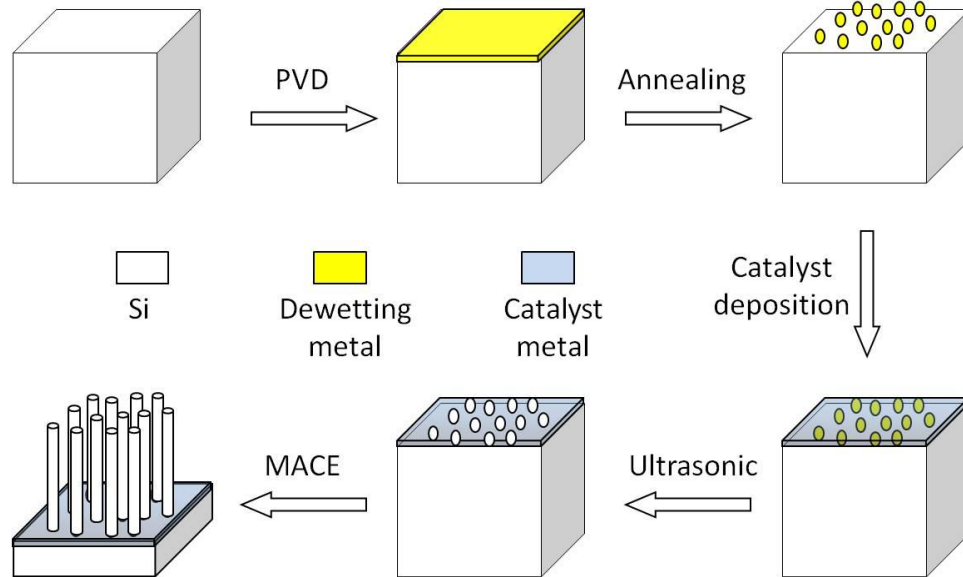 PVD
Annealing
Si
Dewetting
metal
Catalyst
metal
Catalyst
deposition
MACE
Ultrasonic